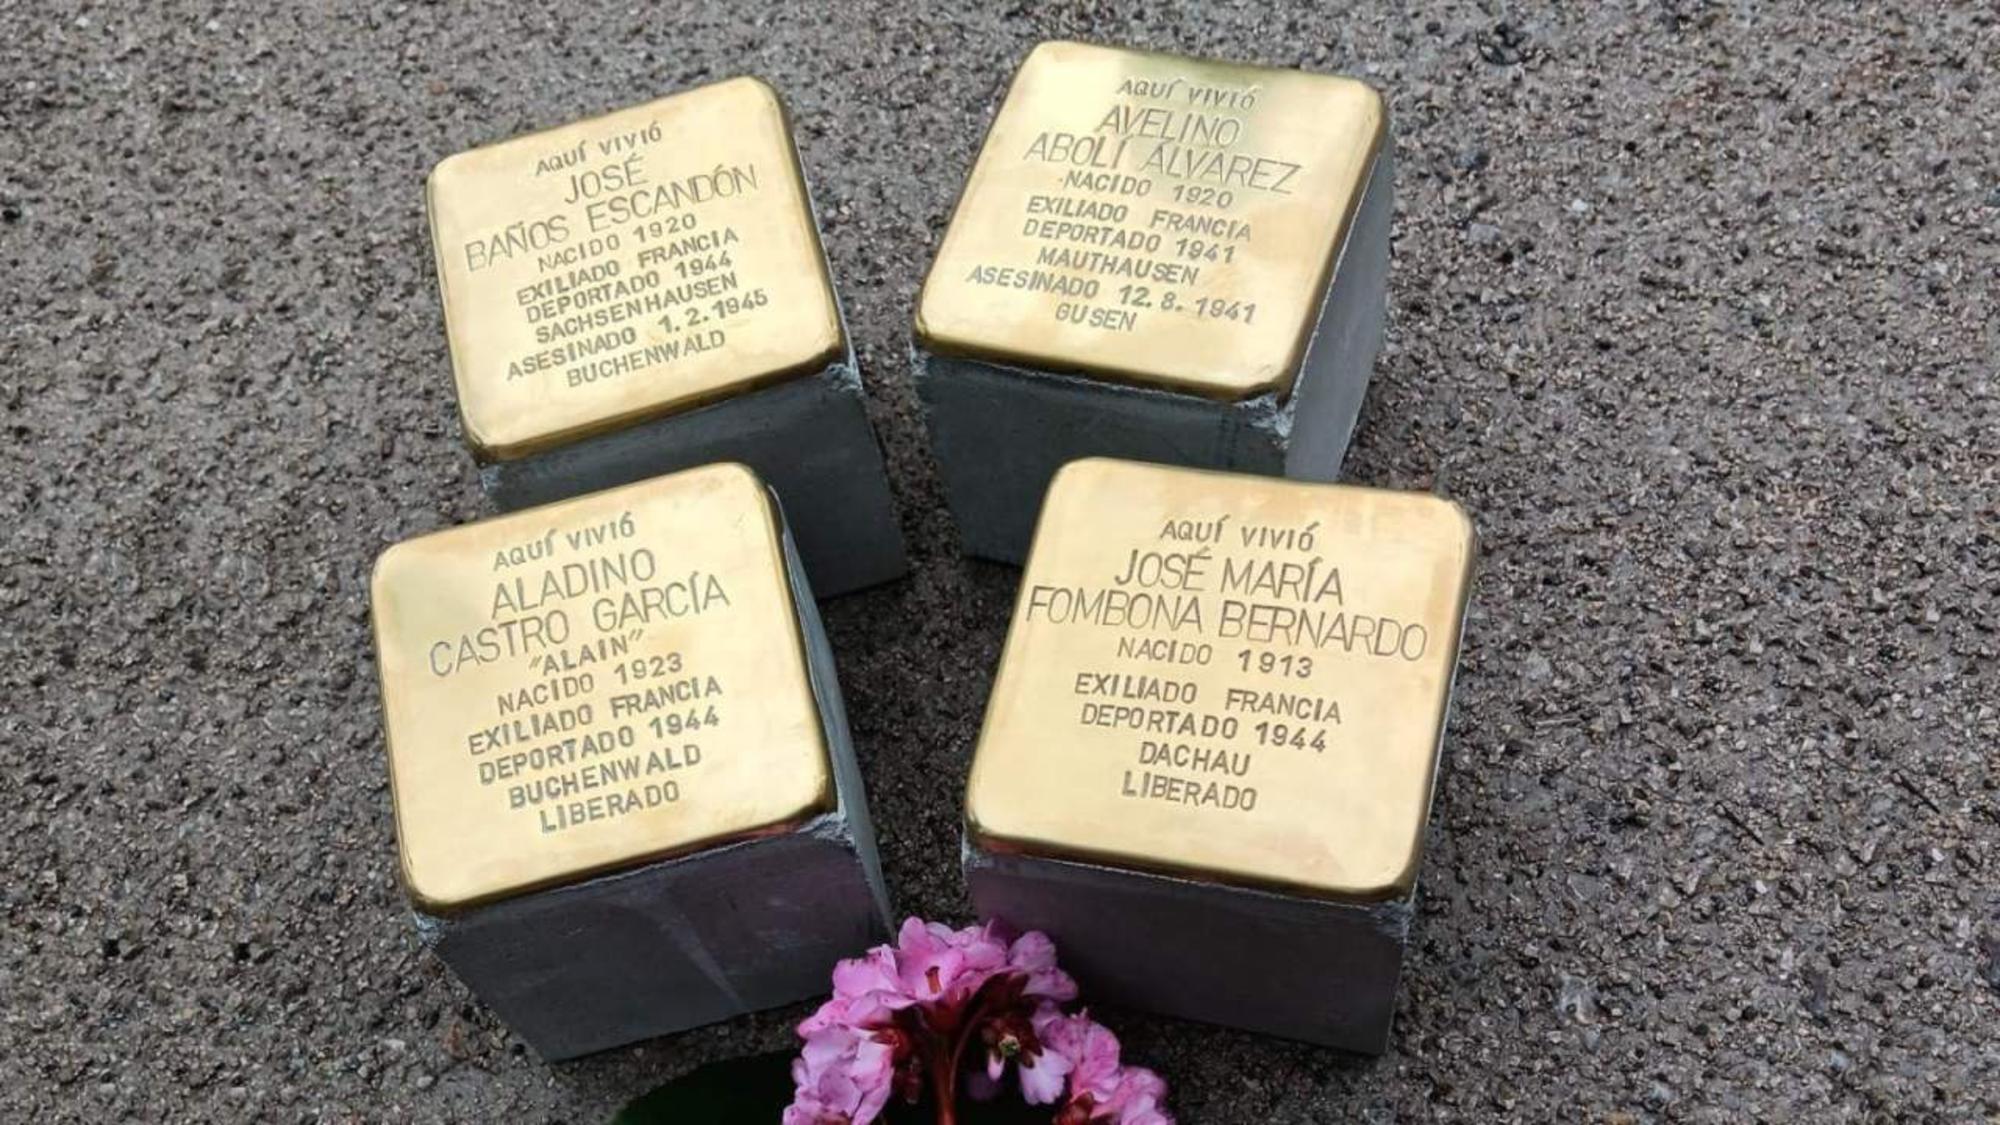 AQUÍ VIVIÓ
JOSÉ
BAÑOS ESCANDÓN
NACIDO 1920
EXILIADO FRANCIA
DEPORTADO 1944
SACHSENHAUSEN
ASESINADO 1.2.1945
BUCHENWALD
AQUÍ VIVIÓ
AVELINO
ABOLÍ ÁLVAREZ
NACIDO 1920
EXILIADO FRANCIA
DEPORTADO 1941
MAUTHAUSEN
ASESINADO 12.8.1941
GUSEN
AQUÍ VIVIÓ
ALADINO
CASTRO GARCÍA
"ALAIN"
NACIDO 1923
EXILIADO FRANCIA
DEPORTADO 1944
BUCHENWALD
LIBERADO
AQUÍ VIVIÓ
JOSÉ MARÍA
FOMBONA BERNARDO
NACIDO 1913
EXILIADO FRANCIA
DEPORTADO 1944
DACHAU
LIBERADO